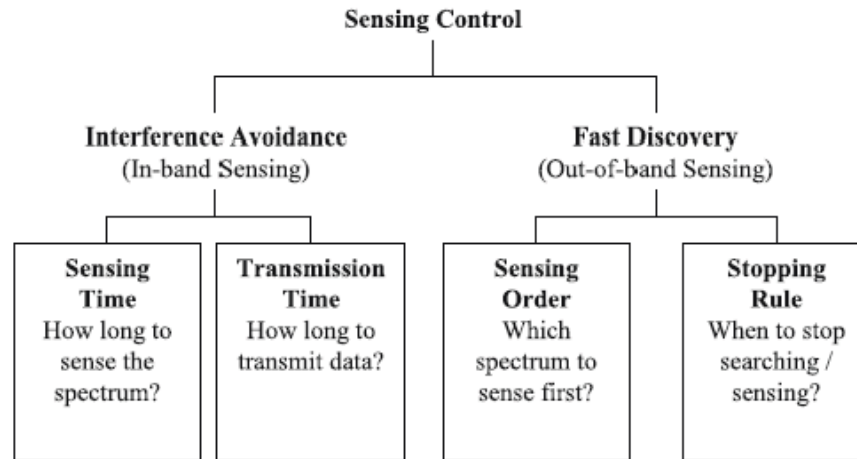 Sensing Control
Interference Avoidance
(In-band Sensing)
Fast Discovery
(Out-of-band Sensing)
Sensing
Time
How long to
sense the
spectrum?
Transmission
Time
How long to
transmit data?
Sensing
Order
Which
spectrum to
sense first?
Stopping
Rule
When to stop
searching /
sensing?